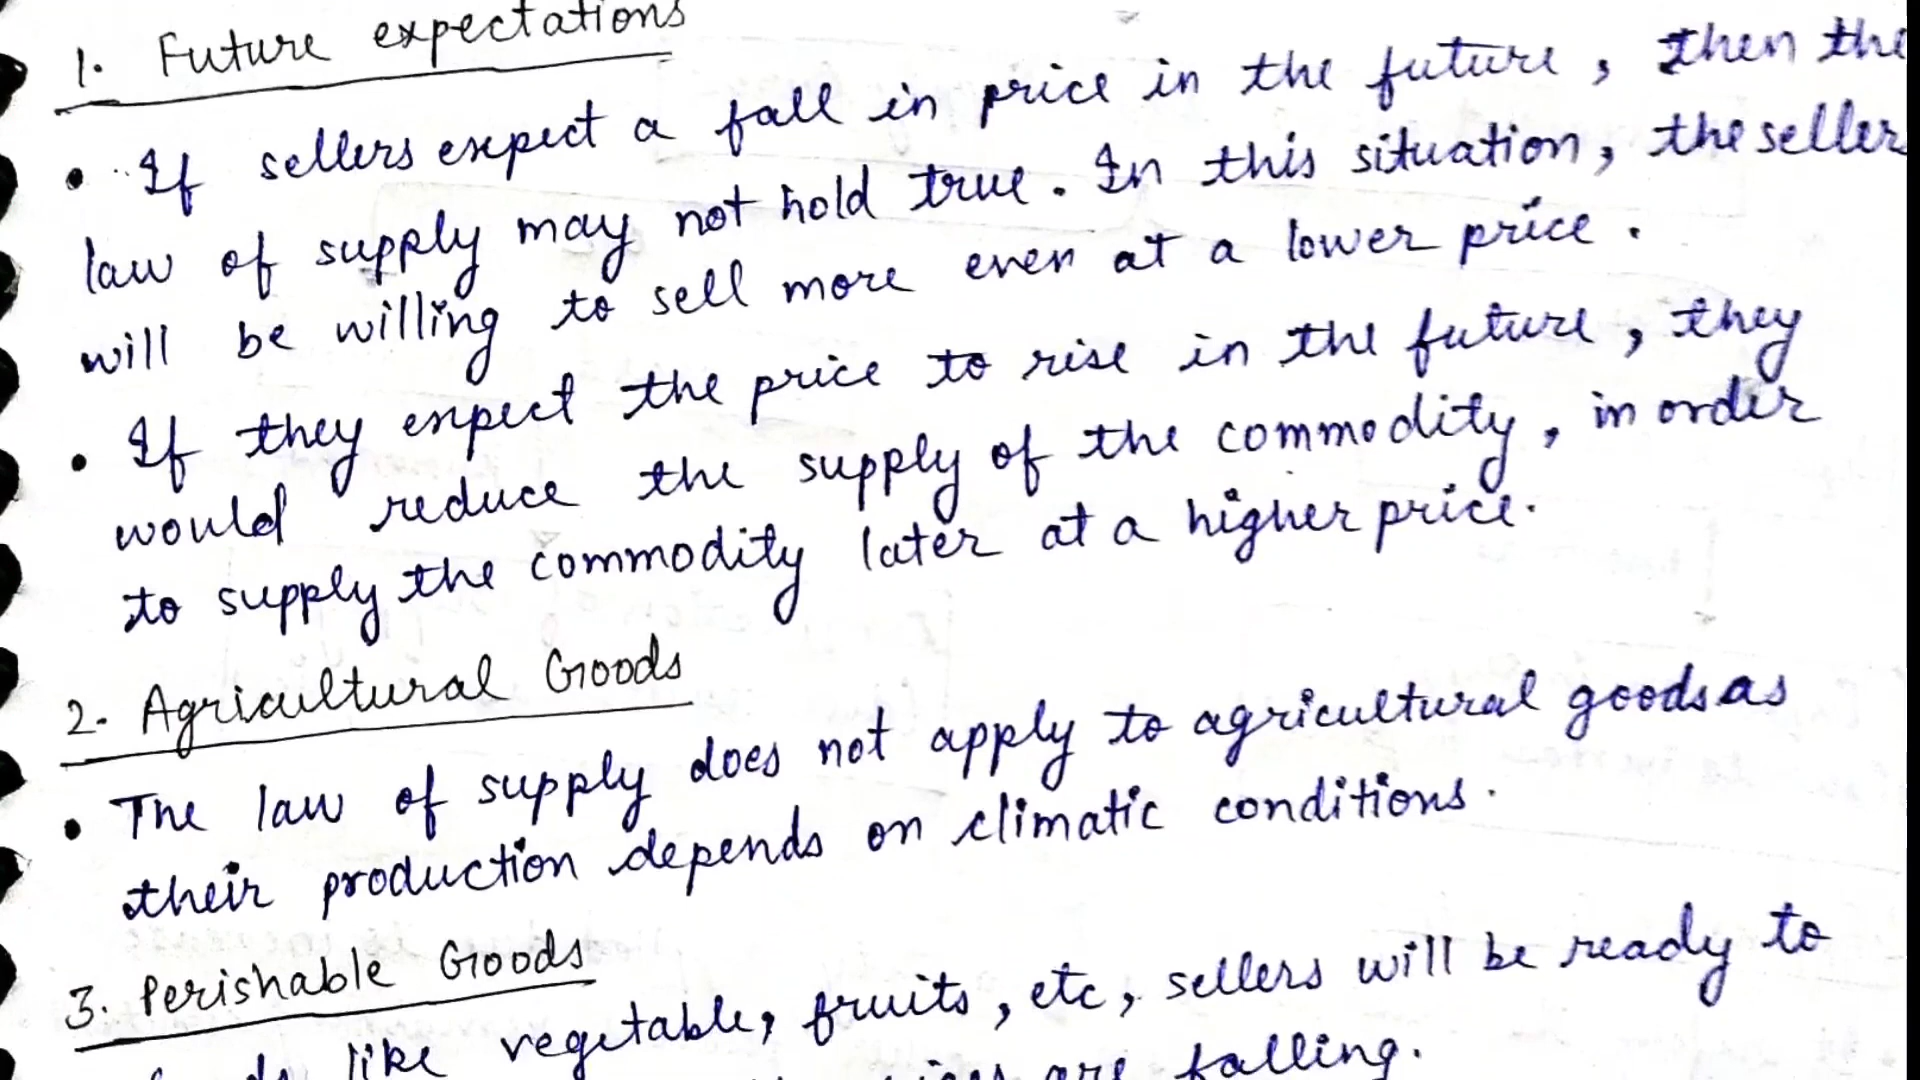 1. Future expectations
• If sellers expect a fall in price in the future, then the
law of supply may not hold true. In this situation, the seller
will be willing to sell more even at a lower price.
• If they expect the price to rise in the future, they
would reduce the supply of the commodity, in order
to supply the commodity later at a higher price.
2. Agricultural Goods
• The law of supply does not apply to agricultural goods as
their production depends on climatic conditions.
3. Perishable Goods
like vegetable, fruits, etc, sellers will be ready to
are falling.